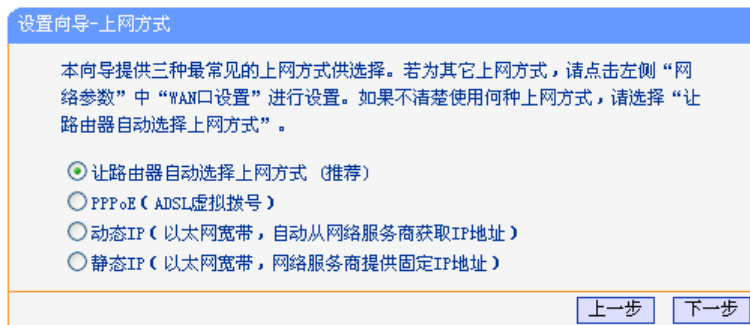 设置向导-上网方式
本向导提供三种最常见的上网方式供选择。若为其它上网方式，请点击左侧“网
络参数”中“WAN口设置”进行设置。如果不清楚使用何种上网方式，请选择“让
路由器自动选择上网方式”。
让路由器自动选择上网方式（推荐）
PPPoE（ADSL虚拟拨号）
动态IP（以太网宽带，自动从网络服务商获取IP地址）
静态IP（以太网宽带，网络服务商提供固定IP地址）
上一步 下一步